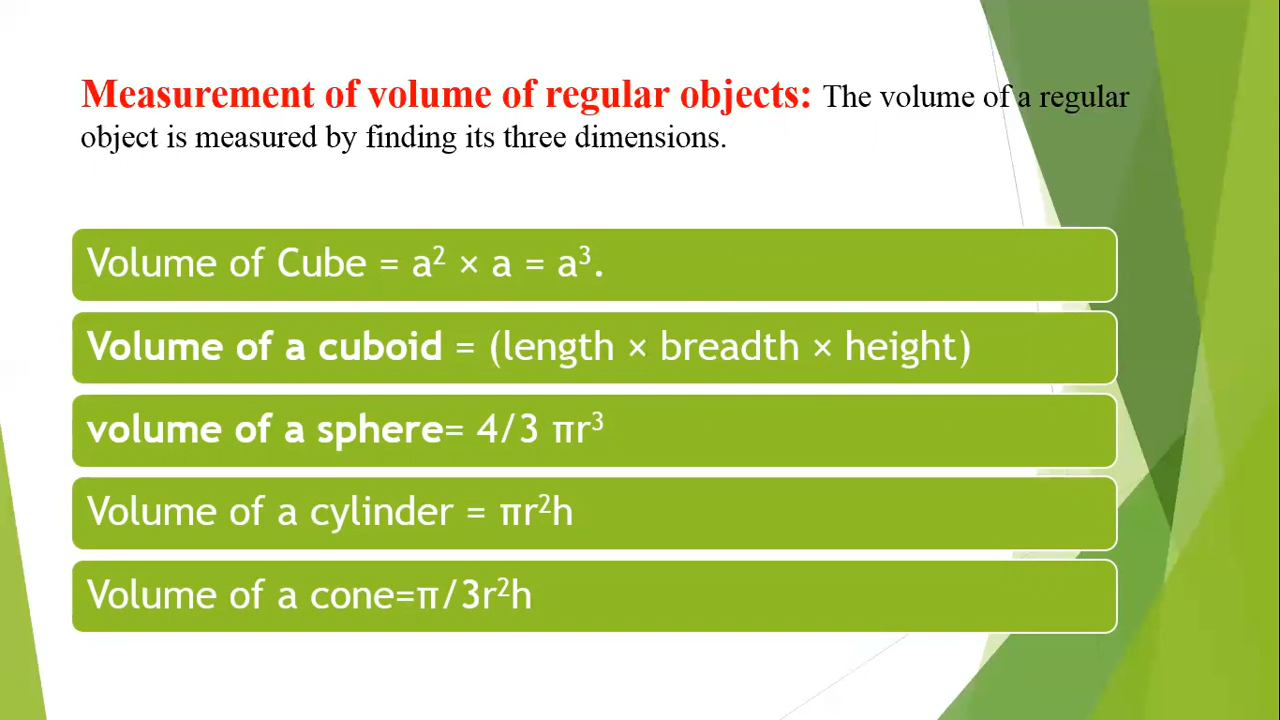 Measurement of volume of regular objects: The volume of a regular
object is measured by finding its three dimensions.
Volume of Cube = a² × a = a³.
Volume of a cuboid = (length × breadth × height)
volume of a sphere= 4/3 πr³
Volume of a cylinder = πr²h
Volume of a cone=π/3r²h